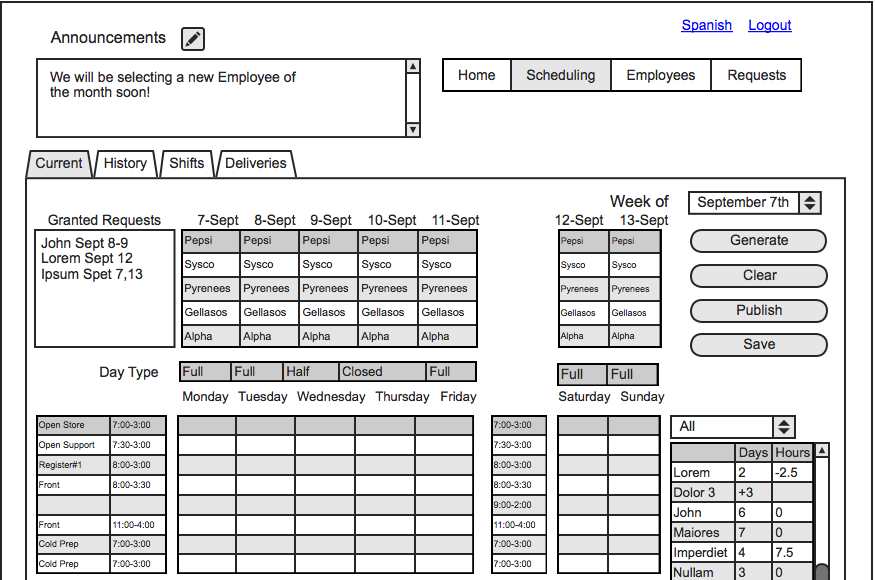 Spanish Logout
Announcements
We will be selecting a new Employee of
the month soon!
Home Scheduling Employees Requests
Current History Shifts Deliveries
Week of September 7th
Granted Requests 7-Sept 8-Sept 9-Sept 10-Sept 11-Sept 12-Sept 13-Sept
John Sept 8-9
Lorem Sept 12
Ipsum Spet 7,13
Pepsi Pepsi Pepsi Pepsi Pepsi Pepsi Pepsi
Sysco Sysco Sysco Sysco Sysco Sysco Sysco
Pyrenees Pyrenees Pyrenees Pyrenees Pyrenees Pyrenees Pyrenees
Gellasos Gellasos Gellasos Gellasos Gellasos Gellasos Gellasos
Alpha Alpha Alpha Alpha Alpha Alpha Alpha
Generate
Clear
Publish
Save
Day Type Full Full Half Closed Full Full Full
Monday Tuesday Wednesday Thursday Friday Saturday Sunday
Open Store 7:00-3:00 7:00-3:00
Open Support 7:30-3:00 7:30-3:00
Register#1 8:00-3:00 8:00-3:00
Front 8:00-3:30 8:00-3:30
9:00-2:00
Front 11:00-4:00 11:00-4:00
Cold Prep 7:00-3:00 7:00-3:00
Cold Prep 7:00-3:00 7:00-3:00
All
Days Hours
Lorem 2 -2.5
Dolor 3 +3
John 6 0
Maiores 7 0
Imperdiet 4 7.5
Nullam 3 0